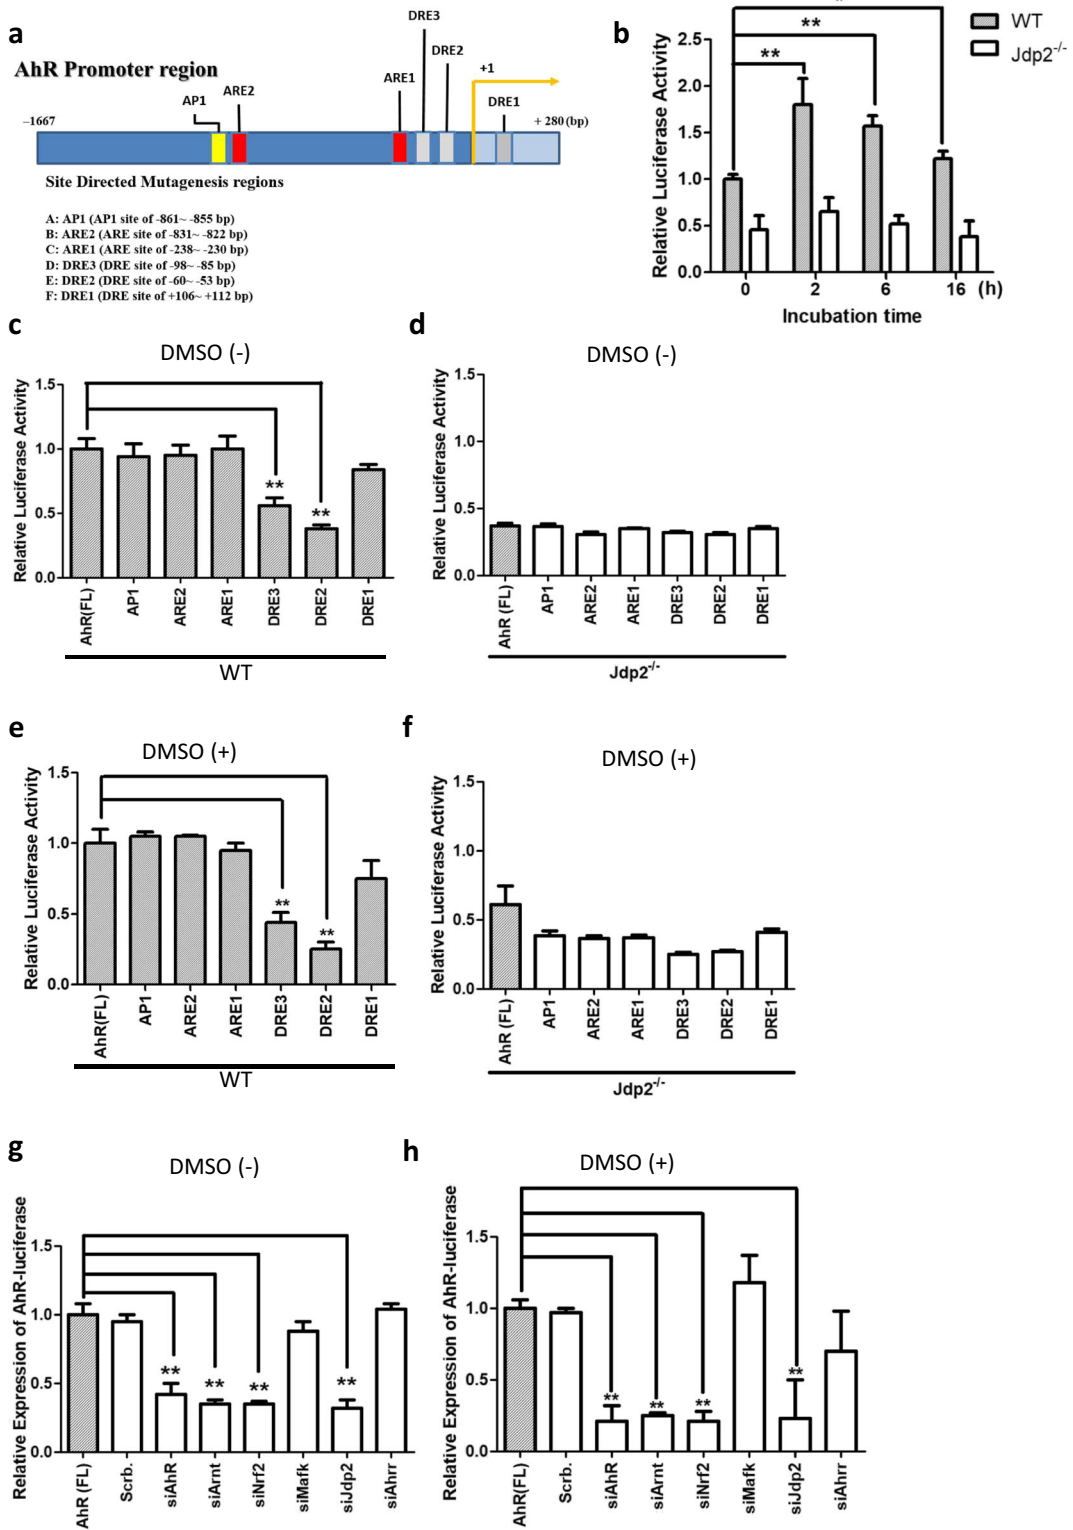 a
AhR Promoter region
DRE3
DRE2
ARE1
+1
ARE2
AP1
DRE1
−1667
+ 280 (bp)
Site Directed Mutagenesis regions
A: AP1 (AP1 site of -861~ -855 bp)
B: ARE2 (ARE site of -831~ -822 bp)
C: ARE1 (ARE site of -238~ -230 bp)
D: DRE3 (DRE site of -98~ -85 bp)
E: DRE2 (DRE site of -60~ -53 bp)
F: DRE1 (DRE site of +106~ +112 bp)
b
WT
Jdp2-/-
**
**
Relative Luciferase Activity
2.5
2.0
1.5
1.0
0.5
0.0
0 2 6 16 (h)
Incubation time
c
DMSO (-)
Relative Luciferase Activity
1.5
1.0
0.5
0.0
**
**
AhR(FL) AP1 ARE2 ARE1 DRE3 DRE2 DRE1
WT
d
DMSO (-)
Relative Luciferase Activity
1.5
1.0
0.5
0.0
AhR (FL) AP1 ARE2 ARE1 DRE3 DRE2 DRE1
Jdp2-/-
e
DMSO (+)
Relative Luciferase Activity
1.5
1.0
0.5
0.0
**
**
AhR(FL) AP1 ARE2 ARE1 DRE3 DRE2 DRE1
WT
f
DMSO (+)
Relative Luciferase Activity
1.5
1.0
0.5
0.0
AhR (FL) AP1 ARE2 ARE1 DRE3 DRE2 DRE1
Jdp2-/-
g
DMSO (-)
Relative Expression of AhR-luciferase
1.5
1.0
0.5
0.0
** ** ** **
AhR (FL) Scrb. siAhR siArnt siNrf2 siMafk siJdp2 siAhrr
h
DMSO (+)
Relative Expression of AhR-luciferase
1.5
1.0
0.5
0.0
** ** ** **
AhR(FL) Scrb. siAhR siArnt siNrf2 siMafk siJdp2 siAhrr